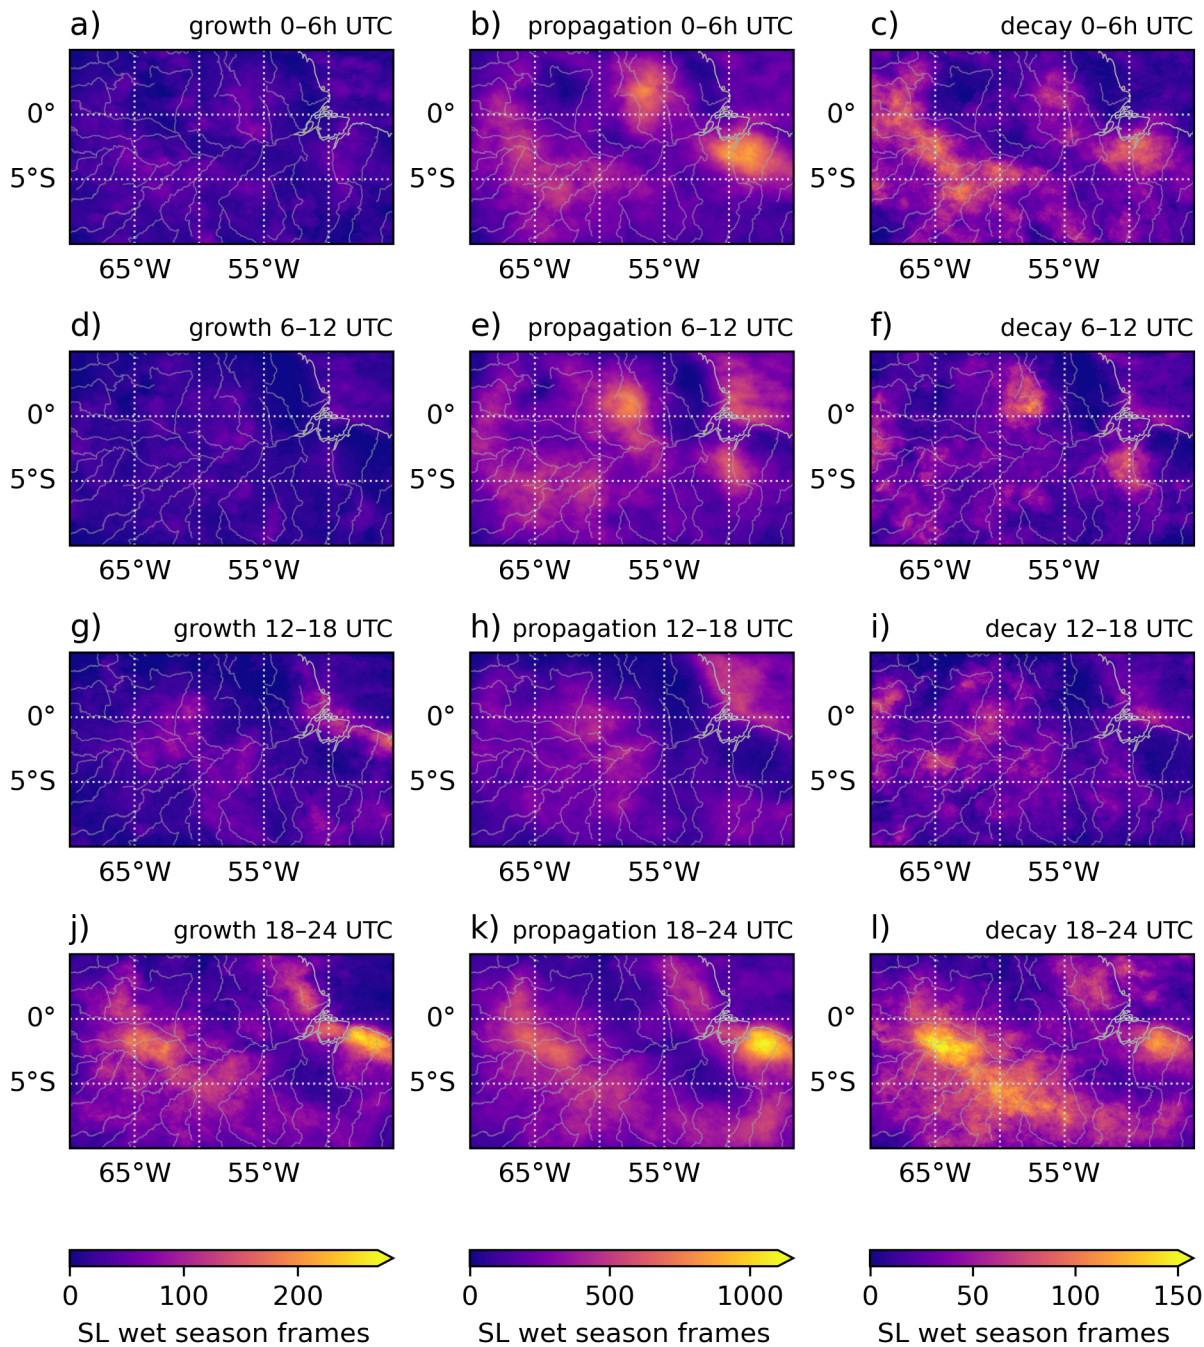 a) growth 0–6h UTC
b) propagation 0–6h UTC
c) decay 0–6h UTC
0° 0° 0°
5°S 5°S 5°S
65°W 55°W 65°W 55°W 65°W 55°W
d) growth 6–12 UTC
e) propagation 6–12 UTC
f) decay 6–12 UTC
0° 0° 0°
5°S 5°S 5°S
65°W 55°W 65°W 55°W 65°W 55°W
g) growth 12–18 UTC
h) propagation 12–18 UTC
i) decay 12–18 UTC
0° 0° 0°
5°S 5°S 5°S
65°W 55°W 65°W 55°W 65°W 55°W
j) growth 18–24 UTC
k) propagation 18–24 UTC
l) decay 18–24 UTC
0° 0° 0°
5°S 5°S 5°S
65°W 55°W 65°W 55°W 65°W 55°W
0 100 200
SL wet season frames
0 500 1000
SL wet season frames
0 50 100 150
SL wet season frames